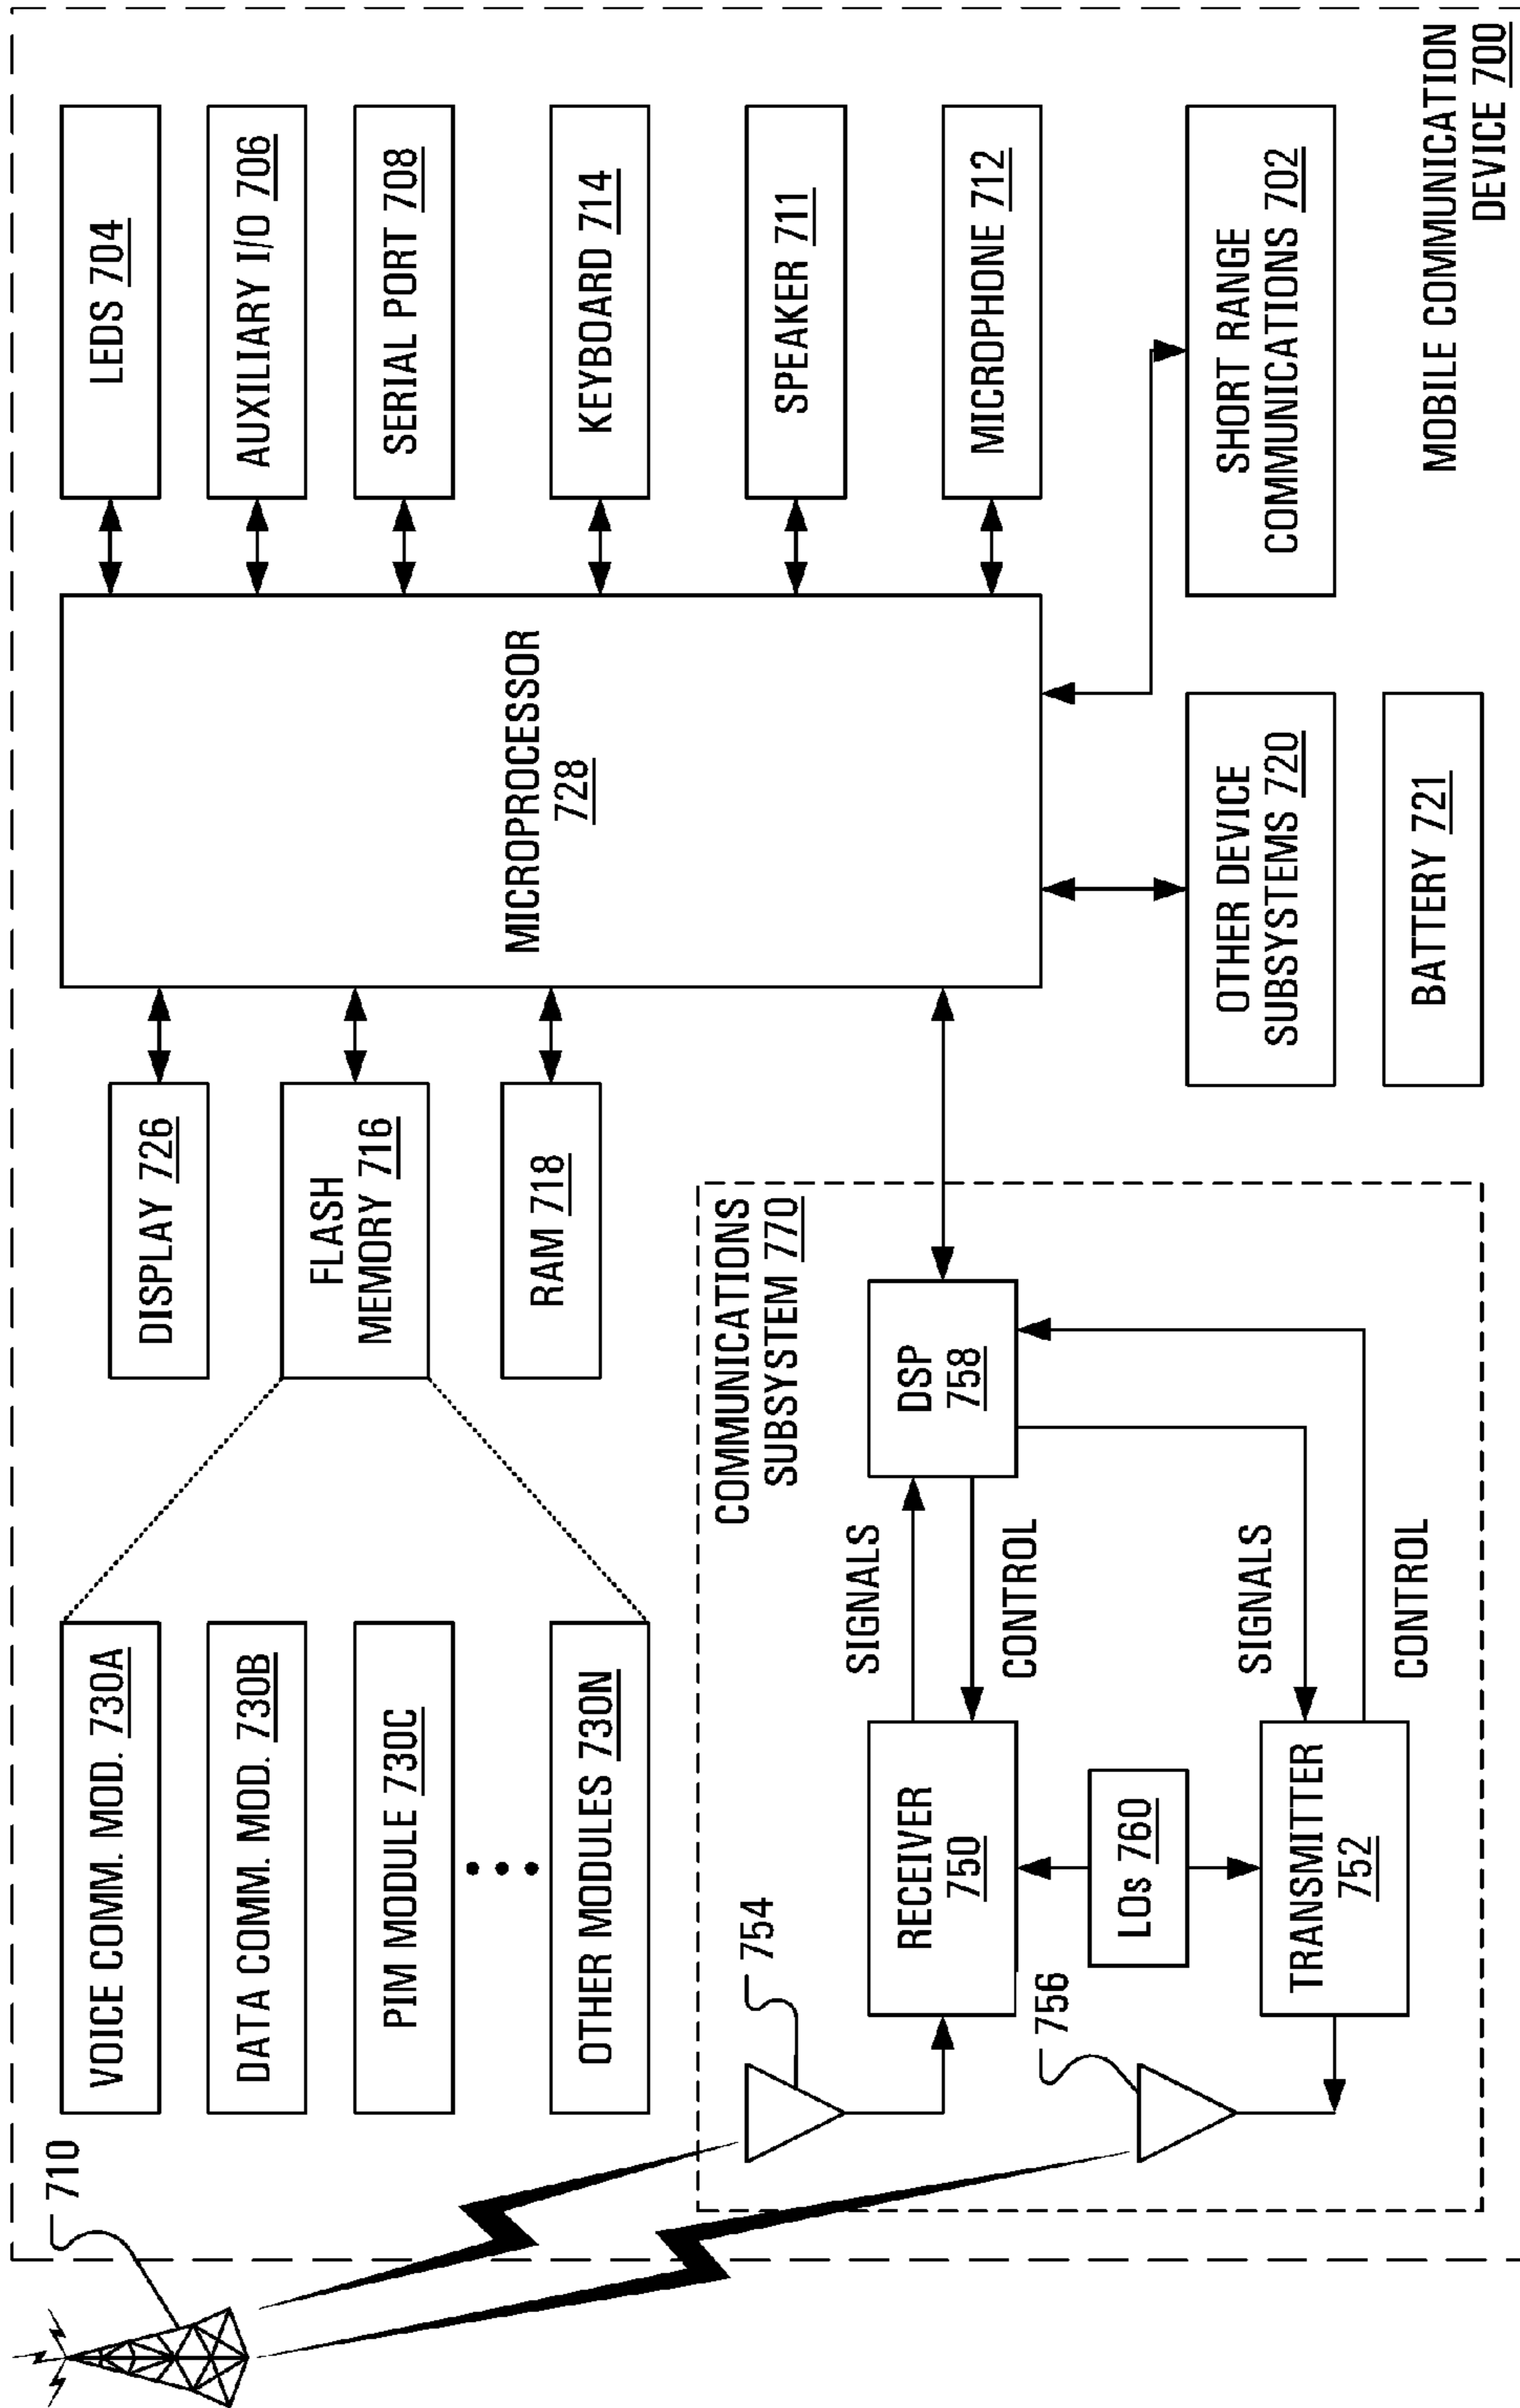 710
VOICE COMM. MOD. 730A
DATA COMM. MOD. 730B
PIM MODULE 730C
OTHER MODULES 730N
DISPLAY 726
FLASH
MEMORY 716
RAM 718
MICROPROCESSOR
728
LEDS 704
AUXILIARY I/O 706
SERIAL PORT 708
KEYBOARD 714
SPEAKER 711
MICROPHONE 712
COMMUNICATIONS
SUBSYSTEM 770
754
RECEIVER
750
SIGNALS
CONTROL
DSP
758
LOs 760
756
TRANSMITTER
752
SIGNALS
CONTROL
OTHER DEVICE
SUBSYSTEMS 720
BATTERY 721
SHORT RANGE
COMMUNICATIONS 702
MOBILE COMMUNICATION
DEVICE 700